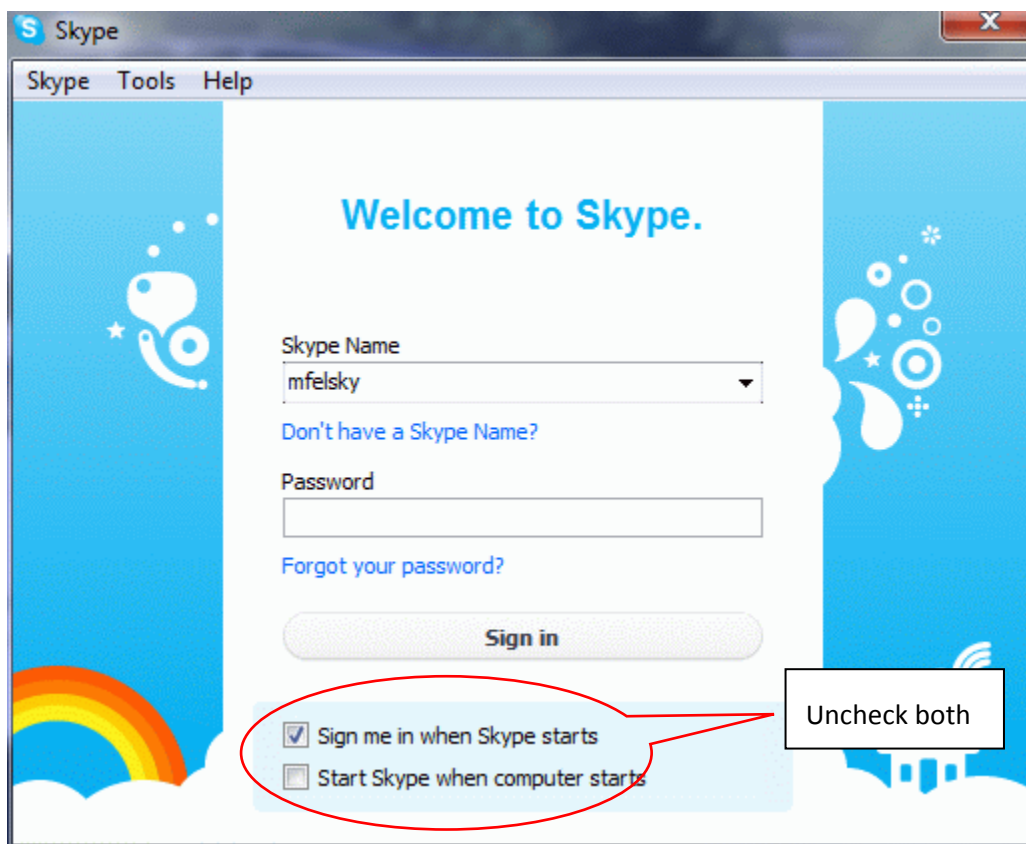 Skype
Skype Tools Help
Welcome to Skype.
Skype Name
mfelsky
Don't have a Skype Name?
Password
Forgot your password?
Sign in
Sign me in when Skype starts
Start Skype when computer starts
Uncheck both